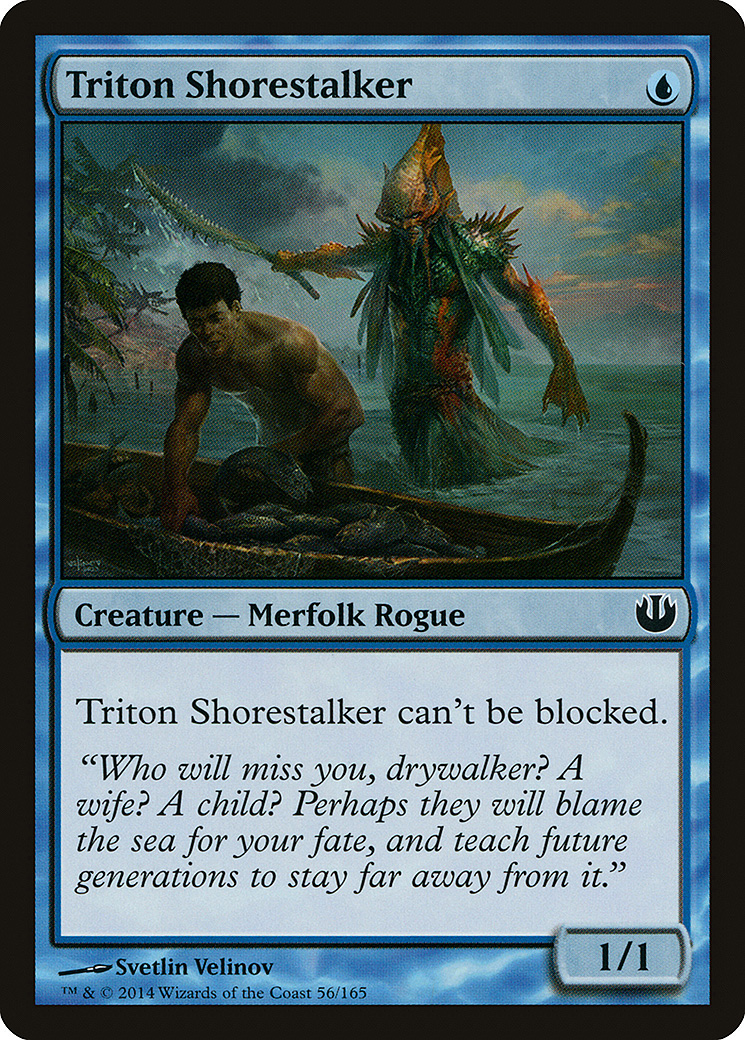 Triton Shorestalker
Creature — Merfolk Rogue
Triton Shorestalker can't be blocked.
“Who will miss you, drywalker? A
wife? A child? Perhaps they will blame
the sea for your fate, and teach future
generations to stay far away from it.”
1/1
Svetlin Velinov
™ & © 2014 Wizards of the Coast 56/165